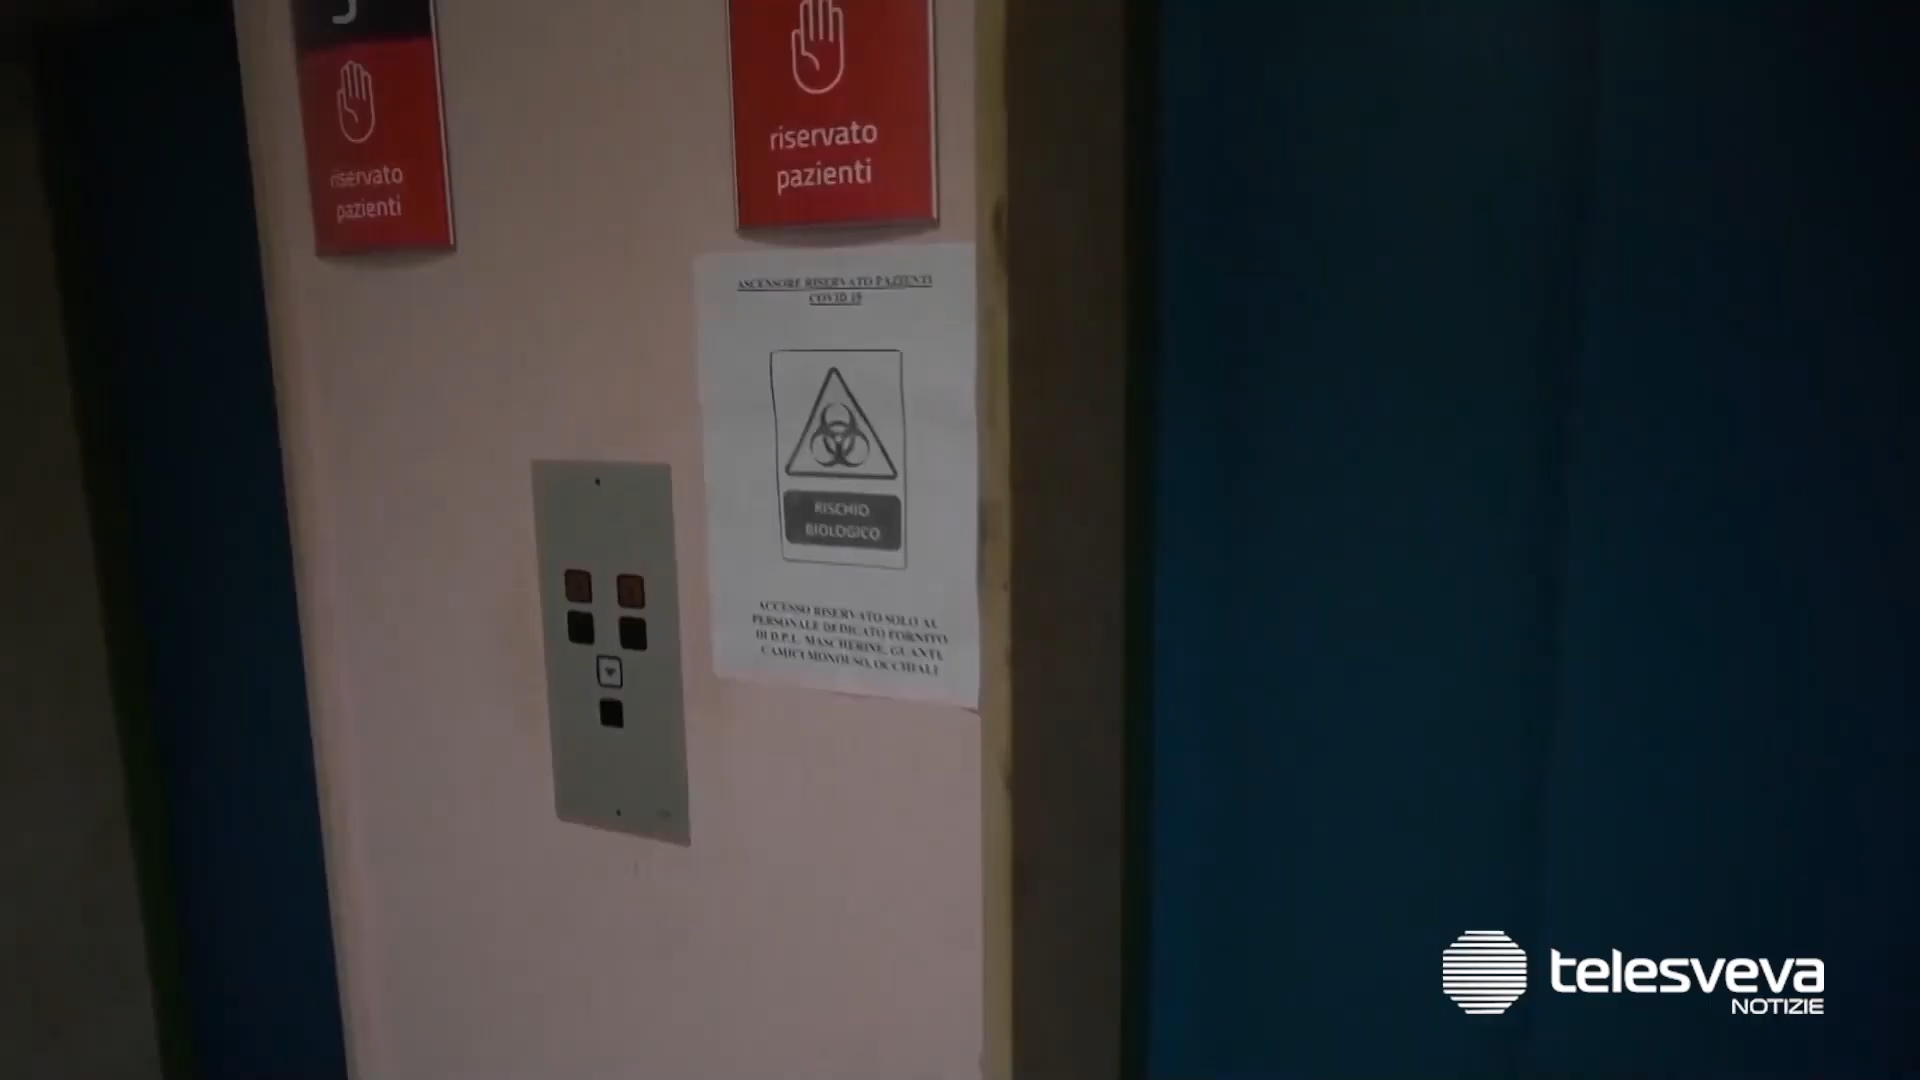 riservato
pazienti
riservato
pazienti
ASCENSORE RISERVATO PAZIENTI
COVID 19
RISCHIO
BIOLOGICO
ACCESSO RISERVATO SOLO AL
PERSONALE DEDICATO FORNITO
DI D.P.I. MASCHERINE, GUANTI,
CAMICI MONOUSO, OCCHIALI
telesveva
NOTIZIE